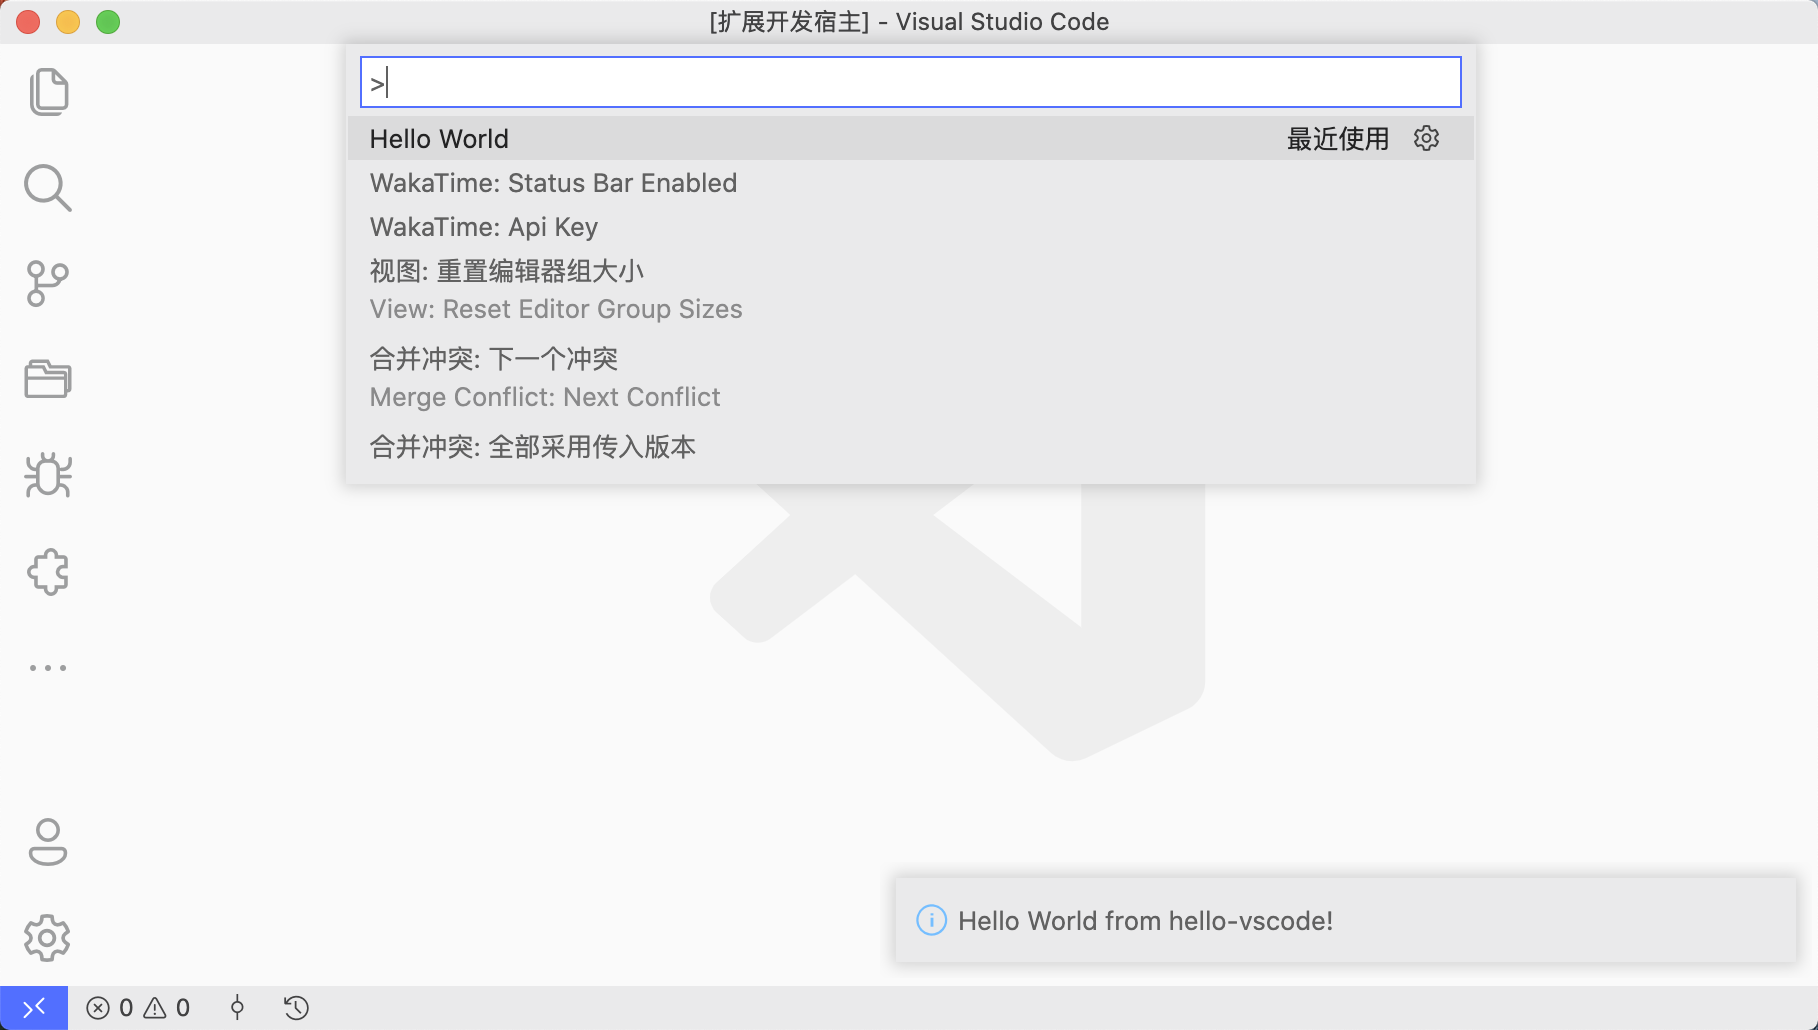 [扩展开发宿主] - Visual Studio Code
>
Hello World 最近使用
WakaTime: Status Bar Enabled
WakaTime: Api Key
视图: 重置编辑器组大小
View: Reset Editor Group Sizes
合并冲突: 下一个冲突
Merge Conflict: Next Conflict
合并冲突: 全部采用传入版本
Hello World from hello-vscode!
0 0